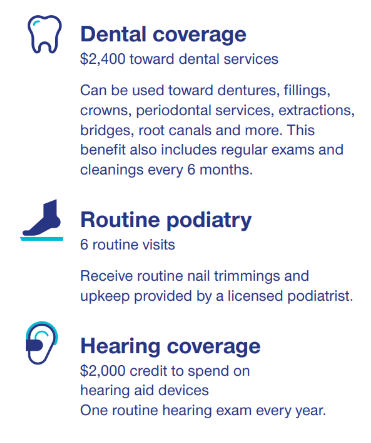 Dental coverage
$2,400 toward dental services
Can be used toward dentures, fillings,
crowns, periodontal services, extractions,
bridges, root canals and more. This
benefit also includes regular exams and
cleanings every 6 months.
Routine podiatry
6 routine visits
Receive routine nail trimmings and
upkeep provided by a licensed podiatrist.
Hearing coverage
$2,000 credit to spend on
hearing aid devices
One routine hearing exam every year.